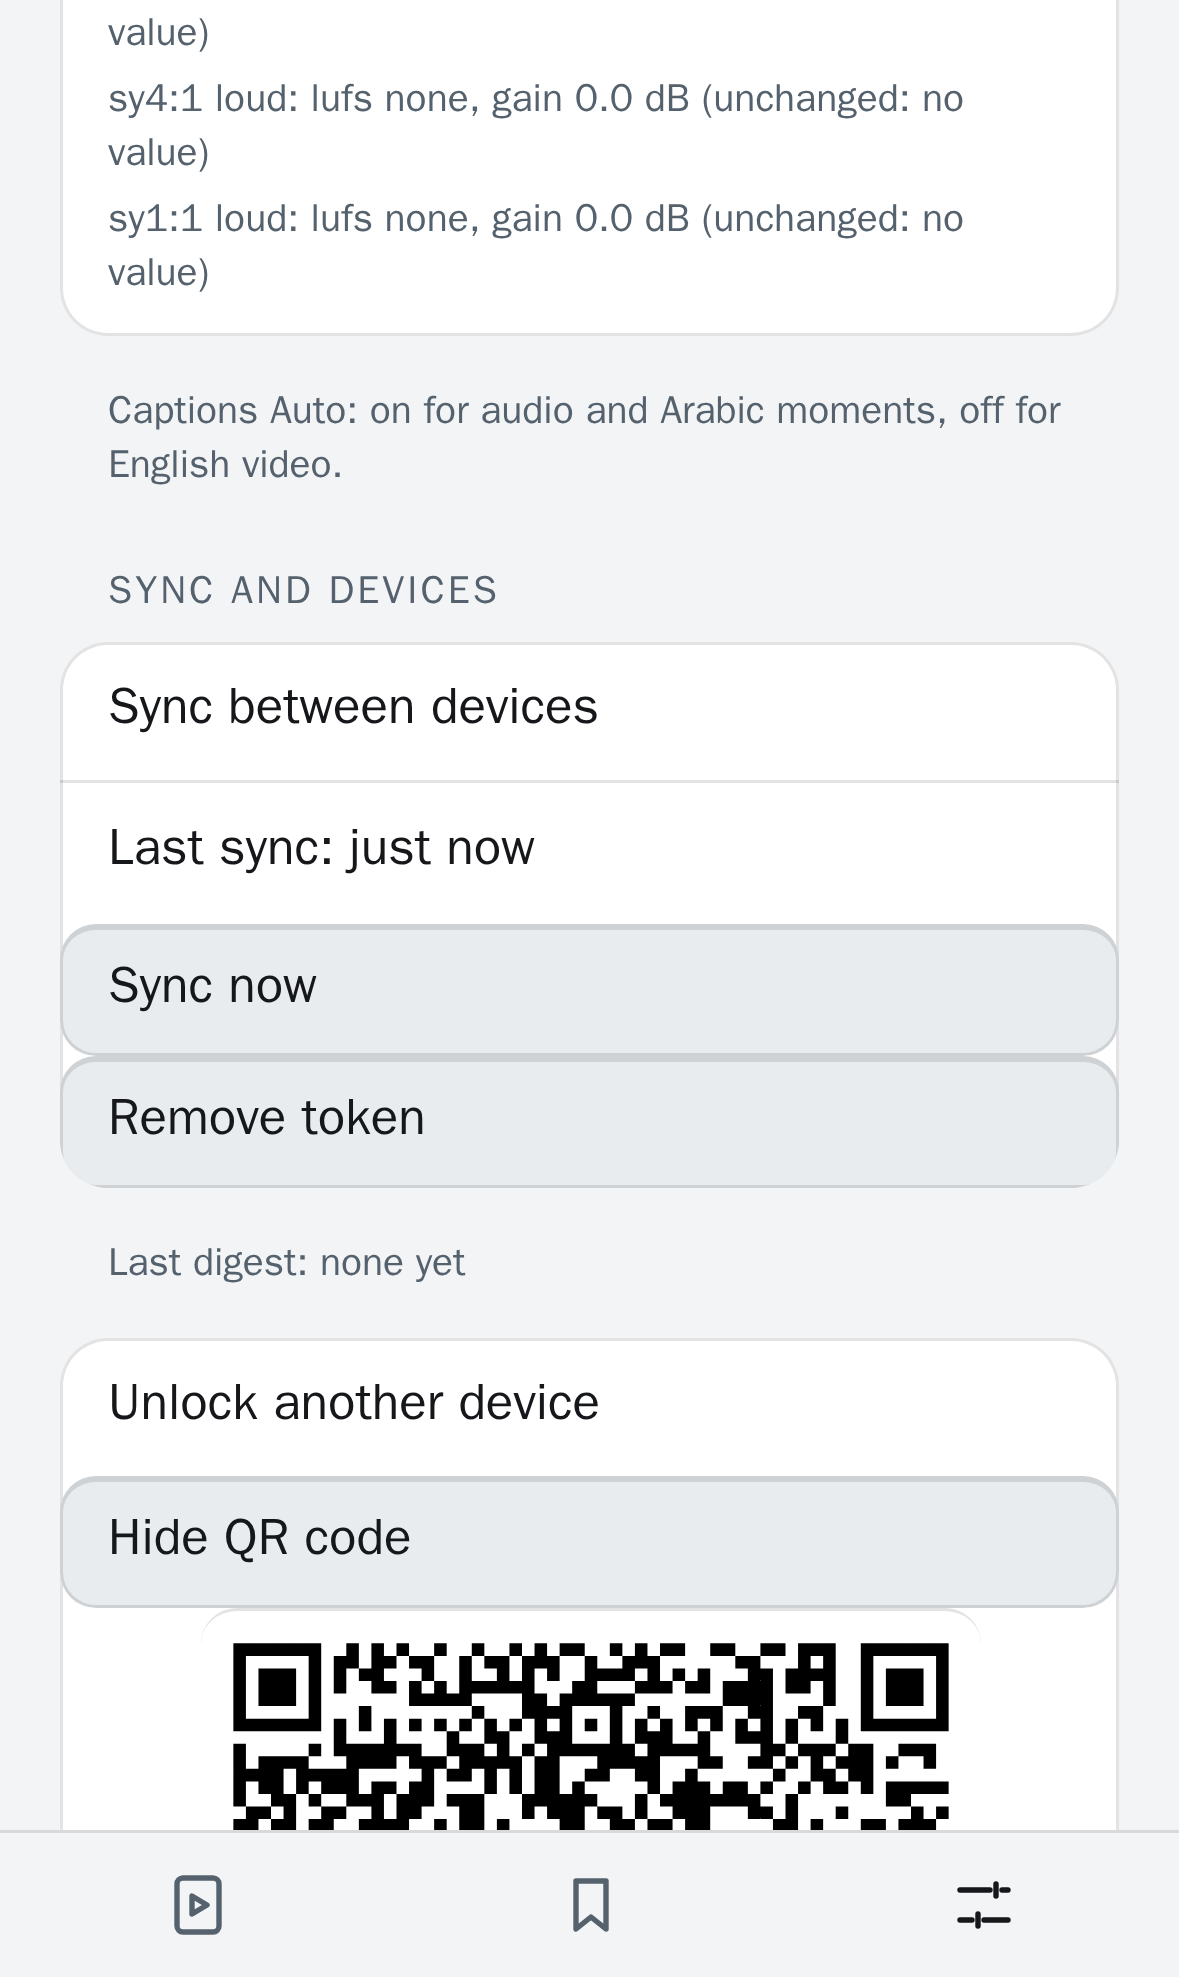 value)
sy4:1 loud: lufs none, gain 0.0 dB (unchanged: no
value)
sy1:1 loud: lufs none, gain 0.0 dB (unchanged: no
value)
Captions Auto: on for audio and Arabic moments, off for
English video.
SYNC AND DEVICES
Sync between devices
Last sync: just now
Sync now
Remove token
Last digest: none yet
Unlock another device
Hide QR code